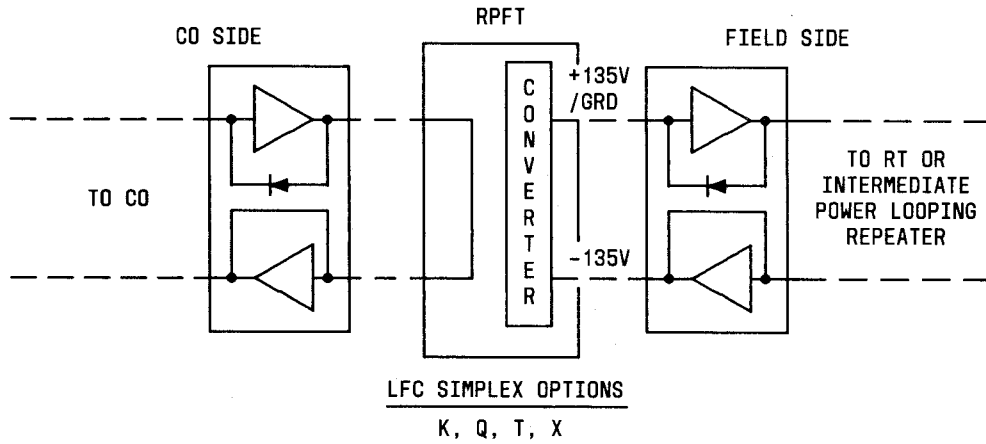 RPFT
CO SIDE
FIELD SIDE
CONVERTER
+135V
/GRD
TO CO
TO RT OR
INTERMEDIATE
POWER LOOPING
REPEATER
-135V
LFC SIMPLEX OPTIONS
K, Q, T, X